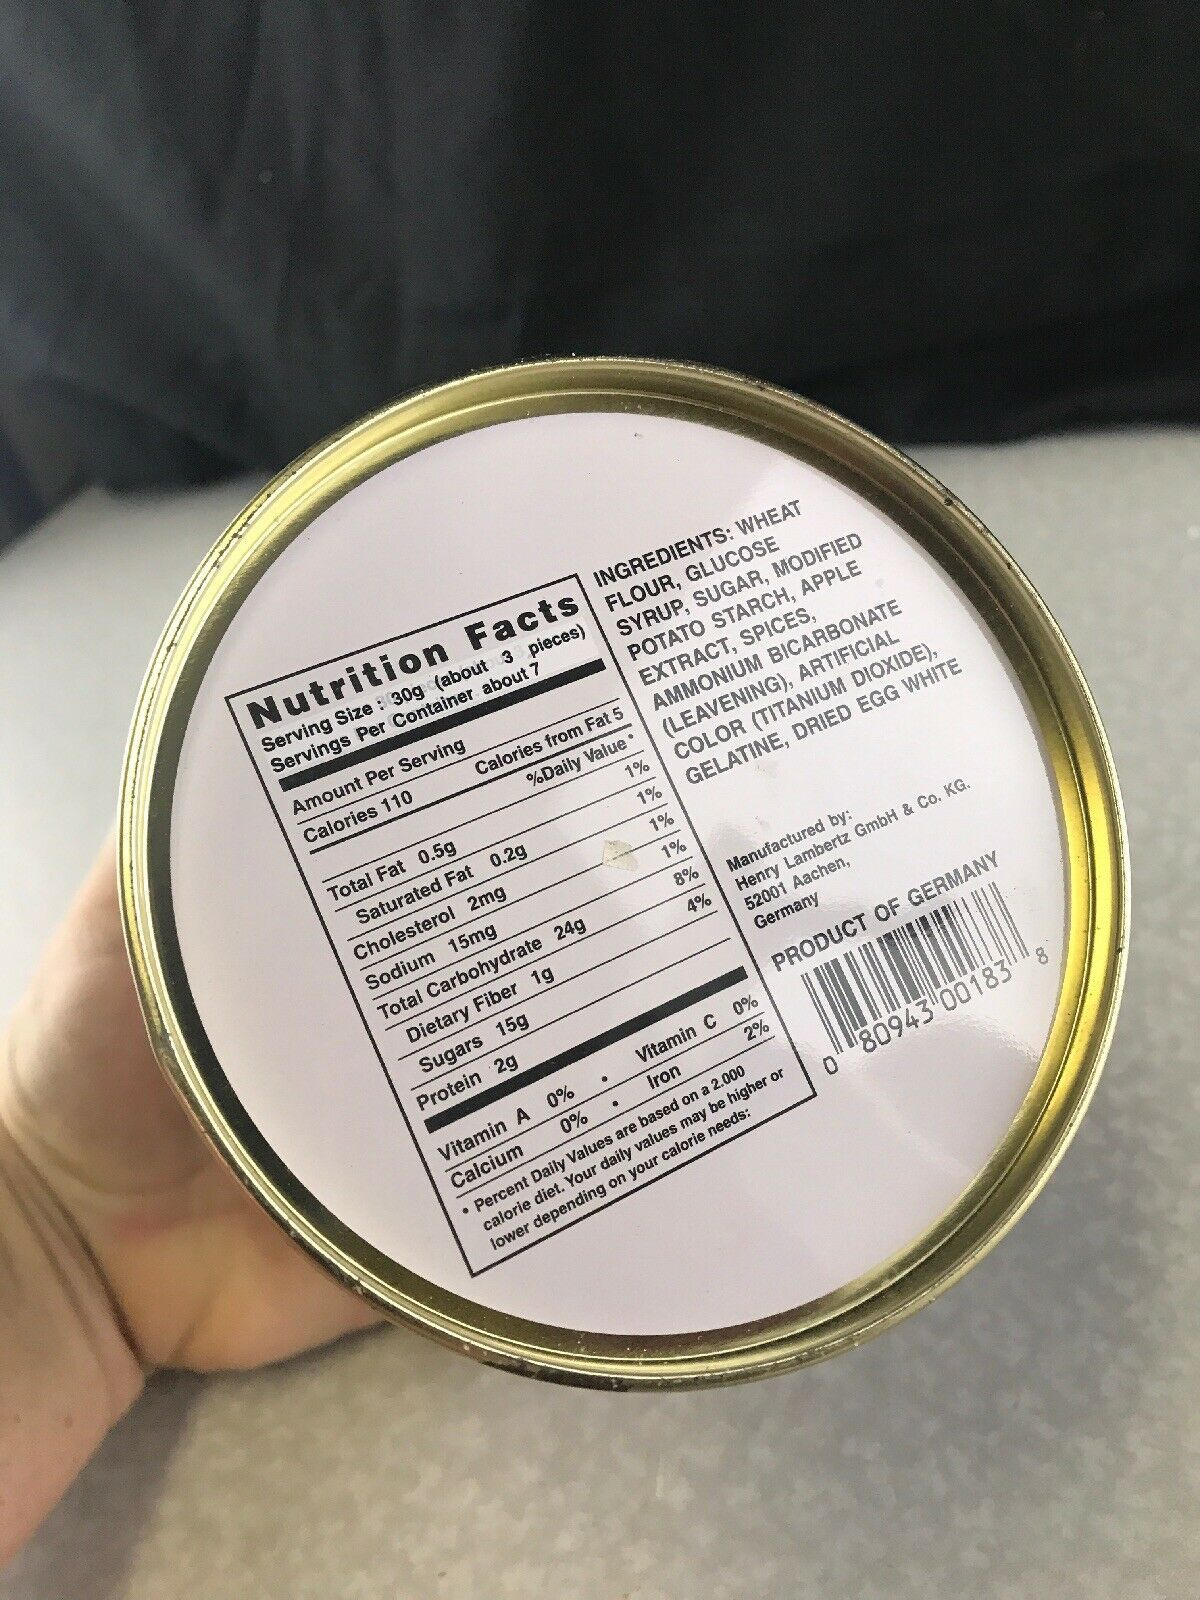 Nutrition Facts
Serving Size : 30g (about 3 pieces)
Servings Per Container about 7
Amount Per Serving
Calories 110 Calories from Fat 5
%Daily Value*
Total Fat 0.5g 1%
Saturated Fat 0.2g 1%
Cholesterol 2mg 1%
Sodium 15mg 1%
Total Carbohydrate 24g 8%
Dietary Fiber 1g 4%
Sugars 15g
Protein 2g
Vitamin A 0% • Vitamin C 0%
Calcium 0% • Iron 2%
* Percent Daily Values are based on a 2.000
calorie diet. Your daily values may be higher or
lower depending on your calorie needs:
INGREDIENTS: WHEAT
FLOUR, GLUCOSE
SYRUP, SUGAR, MODIFIED
POTATO STARCH, APPLE
EXTRACT, SPICES,
AMMONIUM BICARBONATE
(LEAVENING), ARTIFICIAL
COLOR (TITANIUM DIOXIDE),
GELATINE, DRIED EGG WHITE
Manufactured by:
Henry Lambertz GmbH & Co. KG.
52001 Aachen,
Germany
PRODUCT OF GERMANY
0 80943 00183 8